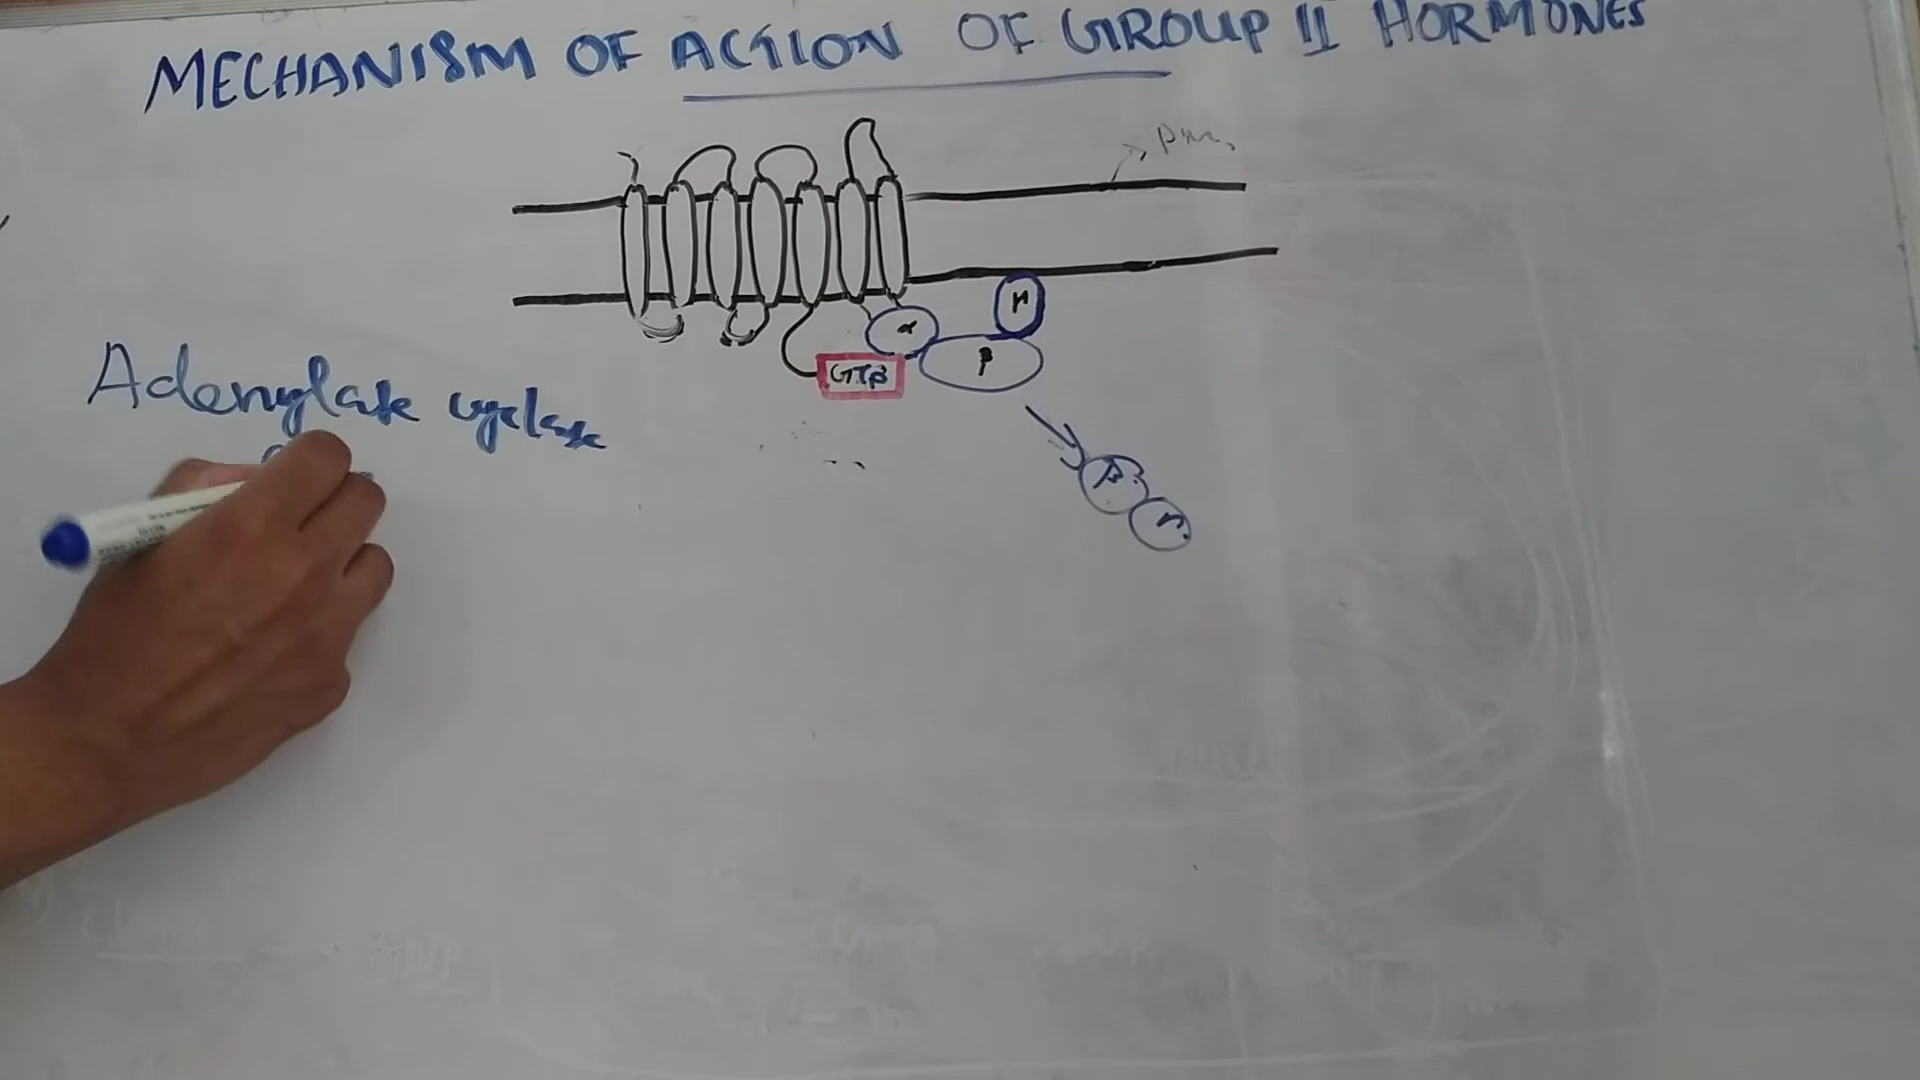 MECHANISM OF ACTION OF GROUP II HORMONES
α
r
β
GTP
Adenylate cyclase
β
r